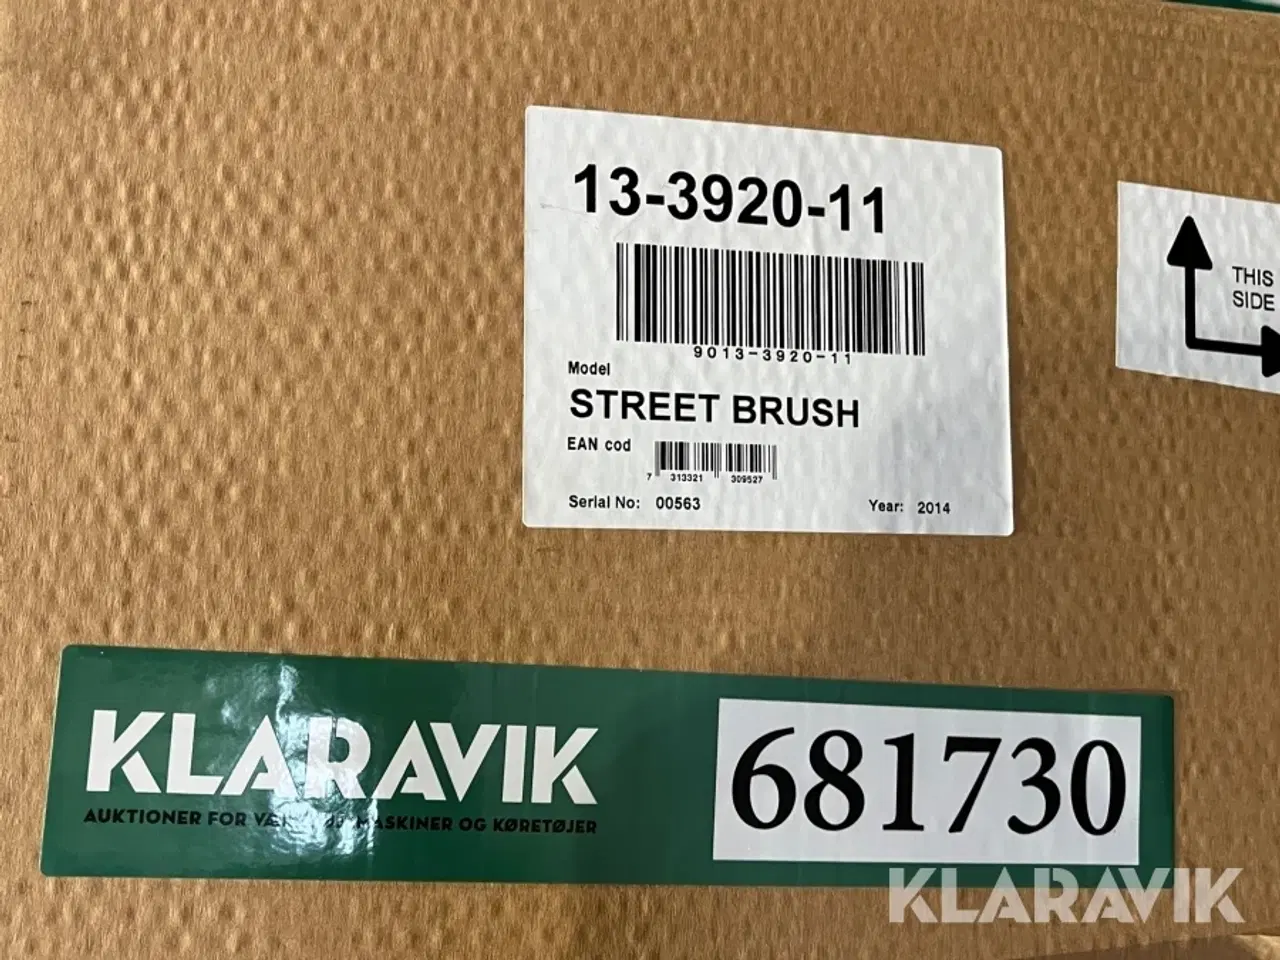 13-3920-11
9013-3920-11
Model
STREET BRUSH
EAN cod
7 313321 309527
Serial No: 00563 Year: 2014
THIS
SIDE
KLARAVIK
AUKTIONER FOR MASKINER OG KØRETØJER
681730
KLARAVIK